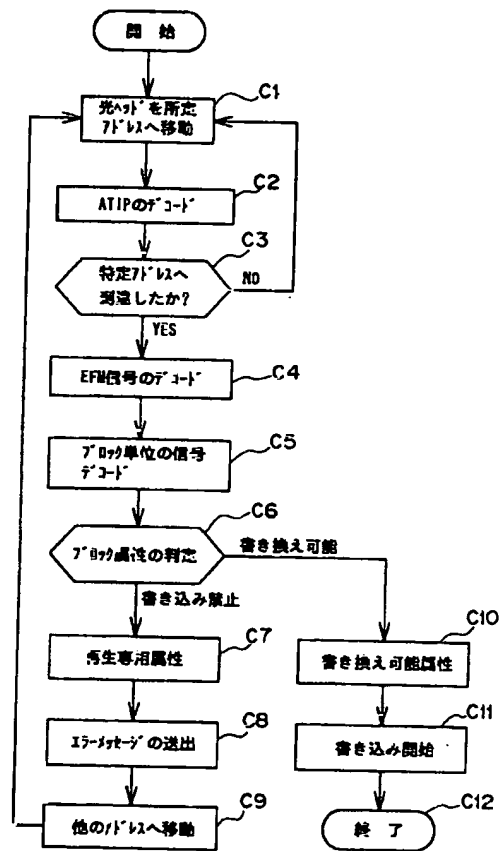 開始
光ヘッドを所定
アドレスへ移動
C1
ATIPのデコード
C2
特定アドレスへ
到達したか?
C3
NO
YES
EFM信号のデコード
C4
ブロック単位の信号
デコード
C5
ブロック属性の判定
C6
書き換え可能
書き込み禁止
再生専用属性
C7
書き換え可能属性
C10
エラーメッセージの送出
C8
書き込み開始
C11
他のアドレスへ移動
C9
終了
C12